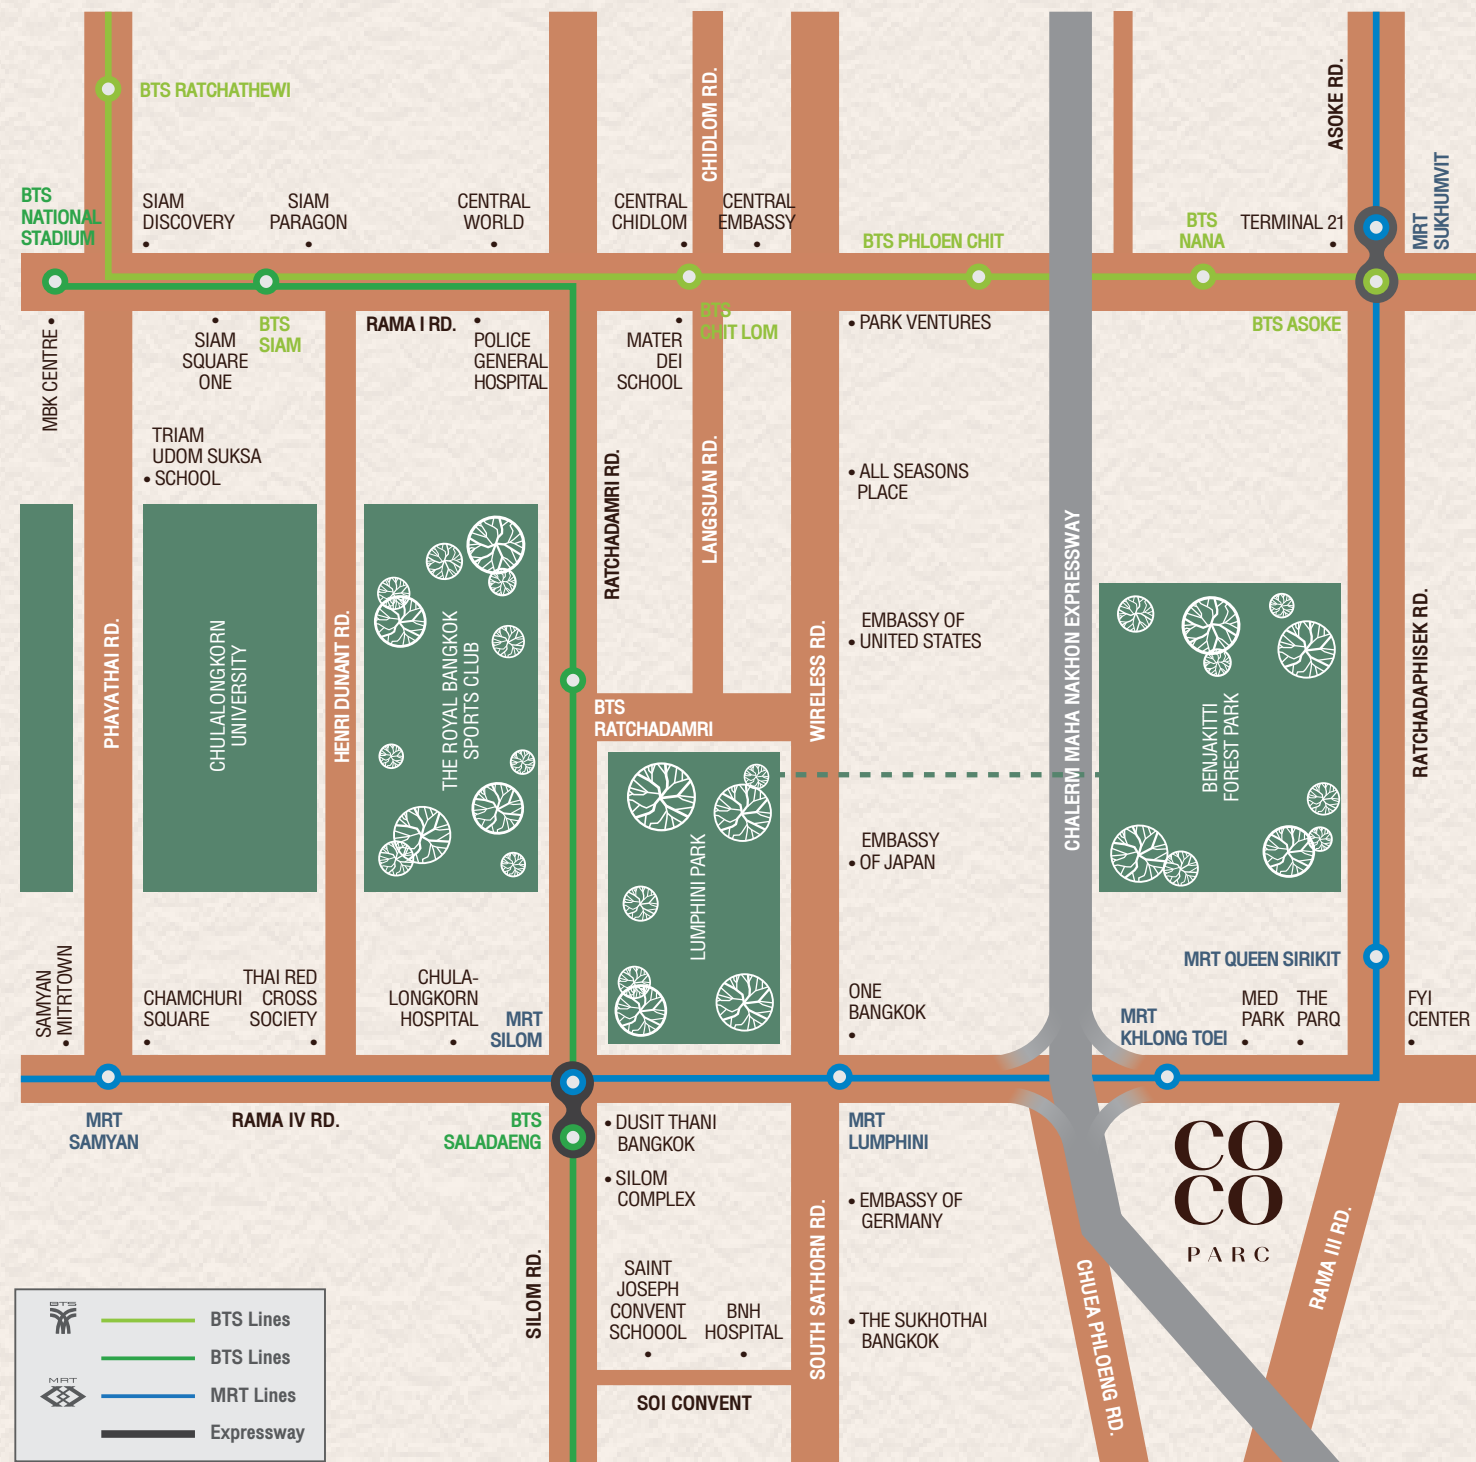 BTS RATCHATHEWI
CHIDLOM RD.
ASOKE RD.
BTS
NATIONAL
STADIUM
SIAM
DISCOVERY
SIAM
PARAGON
CENTRAL
WORLD
CENTRAL
CHIDLOM
CENTRAL
EMBASSY
BTS PHLOEN CHIT
BTS
NANA
TERMINAL 21
MRT
SUKHUMVIT
MBK CENTRE
SIAM
SQUARE
ONE
BTS
SIAM
RAMA I RD.
POLICE
GENERAL
HOSPITAL
MATER
DEI
SCHOOL
BTS
CHIT LOM
• PARK VENTURES
BTS ASOKE
TRIAM
UDOM SUKSA
• SCHOOL
RATCHADAMRI RD.
LANGSUAN RD.
• ALL SEASONS
PLACE
CHALERM MAHA NAKHON EXPRESSWAY
PHAYATHAI RD.
CHULALONGKORN
UNIVERSITY
HENRI DUNANT RD.
THE ROYAL BANGKOK
SPORTS CLUB
BTS
RATCHADAMRI
WIRELESS RD.
EMBASSY OF
• UNITED STATES
BENJAKITTI
FOREST PARK
RATCHADAPHISEK RD.
LUMPHINI PARK
EMBASSY
• OF JAPAN
SAMYAN
• MITRTOWN
CHAMCHURI
SQUARE
THAI RED
CROSS
SOCIETY
CHULA-
LONGKORN
HOSPITAL
MRT
SILOM
ONE
BANGKOK
MRT QUEEN SIRIKIT
MRT
KHLONG TOEI
MED
PARK
THE
PARQ
FYI
CENTER
MRT
SAMYAN
RAMA IV RD.
BTS
SALADAENG
• DUSIT THANI
BANGKOK
• SILOM
COMPLEX
MRT
LUMPHINI
• EMBASSY OF
GERMANY
CO
CO
PARC
SILOM RD.
SAINT
JOSEPH
CONVENT
SCHOOOL
BNH
HOSPITAL
SOUTH SATHORN RD.
• THE SUKHOTHAI
BANGKOK
CHUEA PHLOENG RD.
RAMA III RD.
SOI CONVENT
BTS
BTS Lines
BTS Lines
MRT
MRT Lines
Expressway